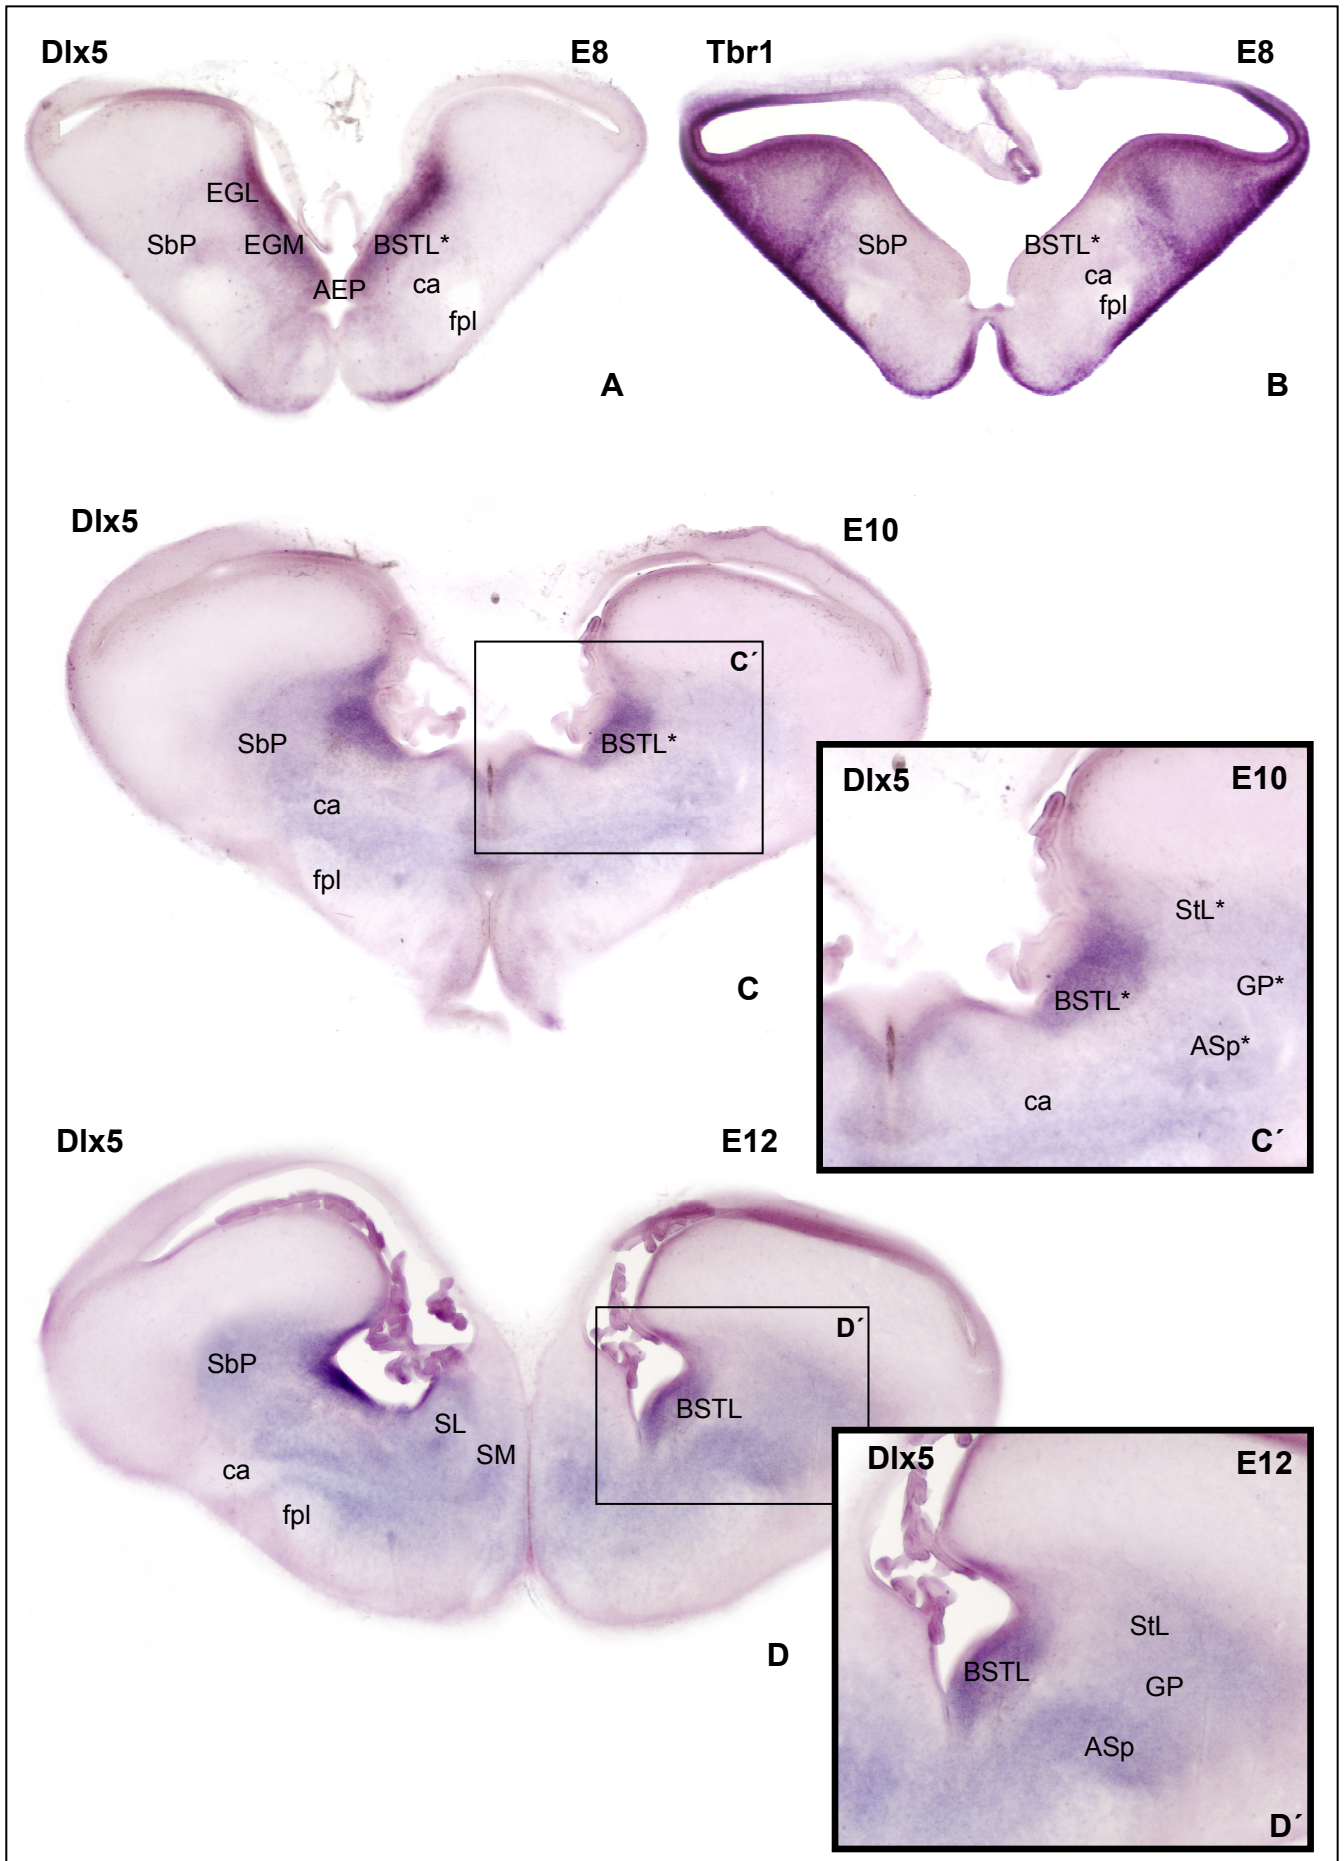 Dlx5
E8
EGL
SbP
EGM
BSTL*
AEP
ca
fpl
A
Tbr1
E8
SbP
BSTL*
ca
fpl
B
Dlx5
E10
C´
SbP
BSTL*
ca
fpl
C
Dlx5
E10
StL*
GP*
BSTL*
ASp*
ca
C´
Dlx5
E12
D´
SbP
BSTL
SL
SM
ca
fpl
D
Dlx5
E12
StL
BSTL
GP
ASp
D´